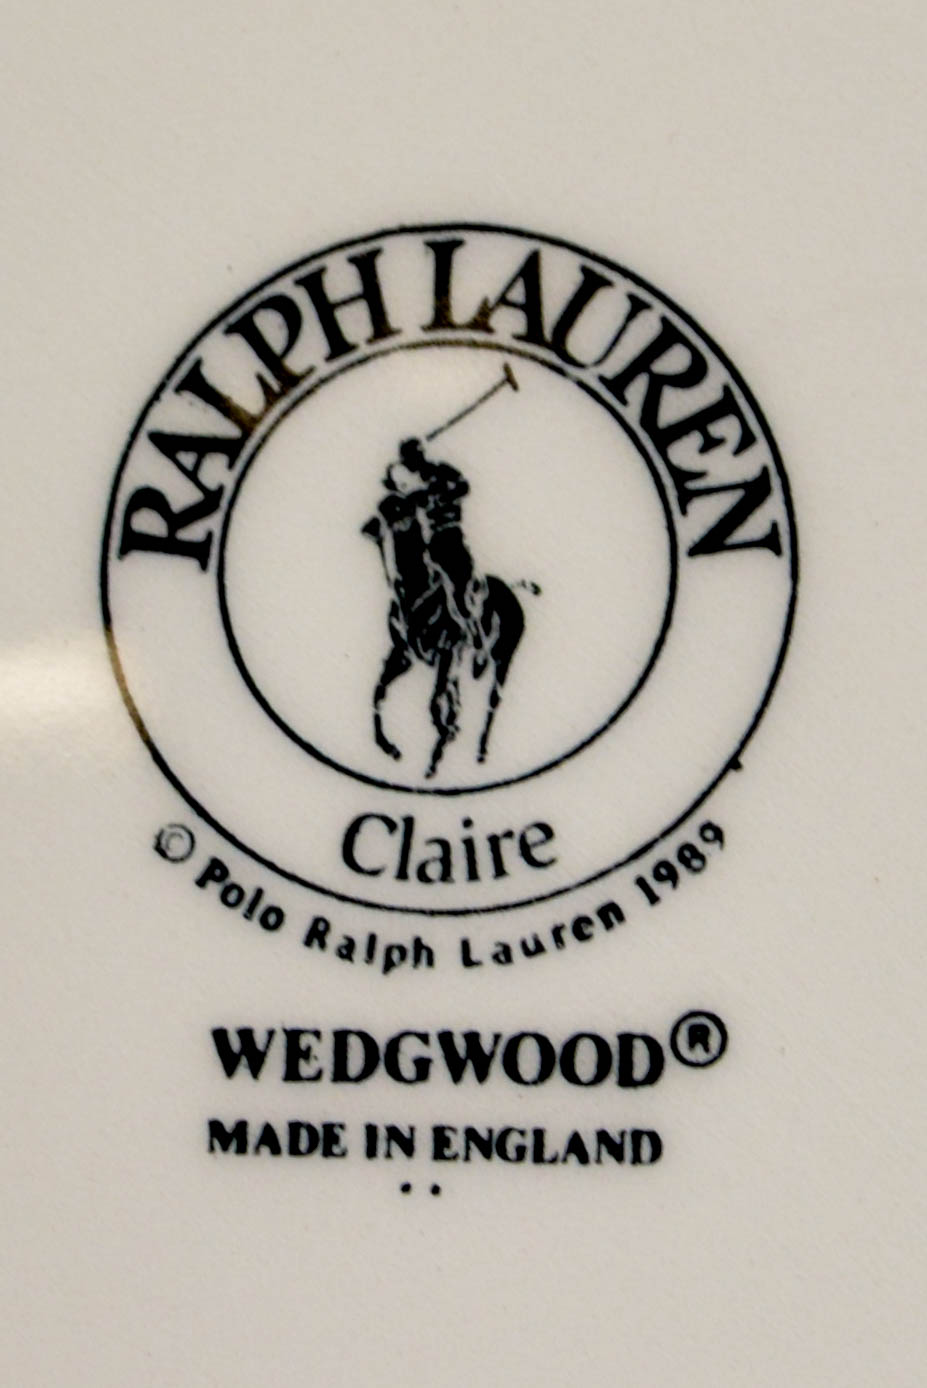 RALPH LAUREN
Claire
© Polo Ralph Lauren 1989
WEDGWOOD®
MADE IN ENGLAND